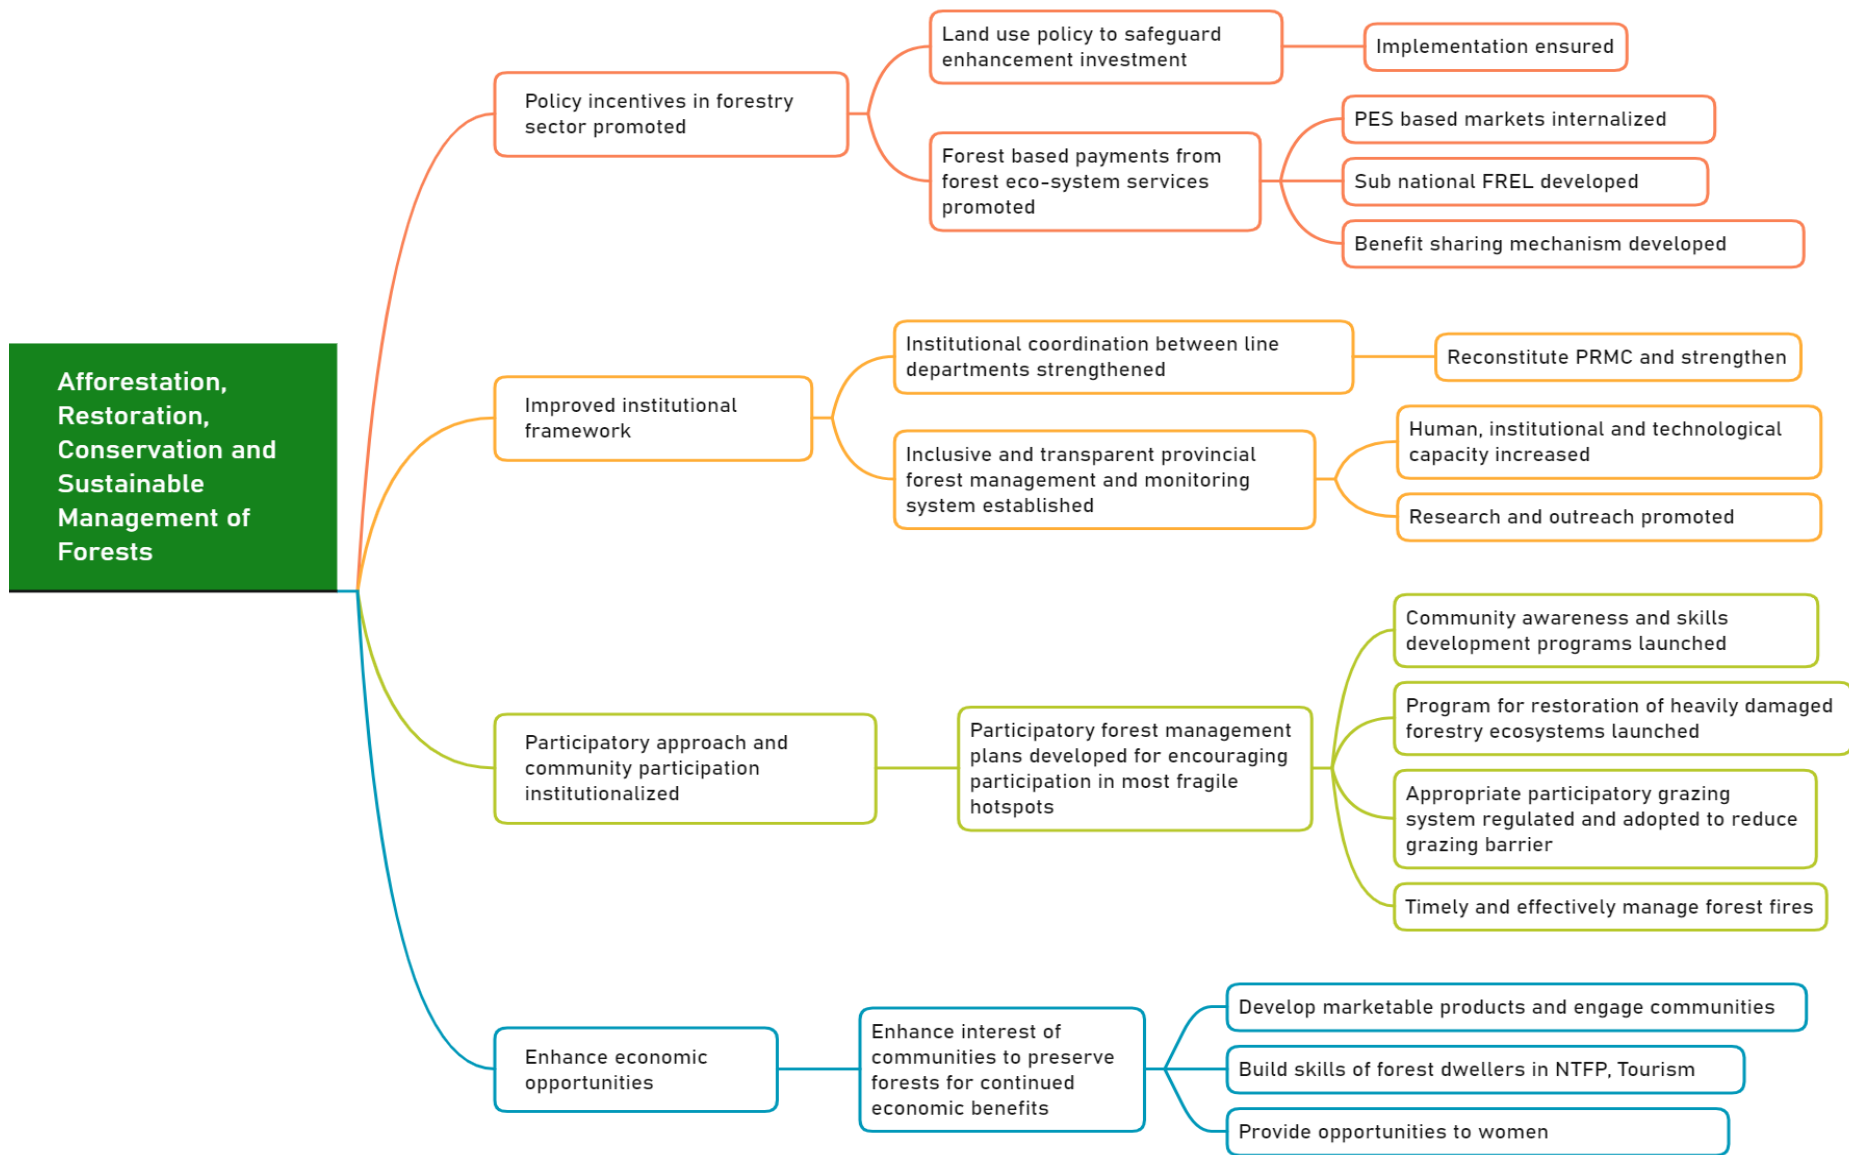 Afforestation,
Restoration,
Conservation and
Sustainable
Management of
Forests
Policy incentives in forestry
sector promoted
Land use policy to safeguard
enhancement investment
Implementation ensured
Forest based payments from
forest eco-system services
promoted
PES based markets internalized
Sub national FREL developed
Benefit sharing mechanism developed
Improved institutional
framework
Institutional coordination between line
departments strengthened
Reconstitute PRMC and strengthen
Inclusive and transparent provincial
forest management and monitoring
system established
Human, institutional and technological
capacity increased
Research and outreach promoted
Participatory approach and
community participation
institutionalized
Participatory forest management
plans developed for encouraging
participation in most fragile
hotspots
Community awareness and skills
development programs launched
Program for restoration of heavily damaged
forestry ecosystems launched
Appropriate participatory grazing
system regulated and adopted to reduce
grazing barrier
Timely and effectively manage forest fires
Enhance economic
opportunities
Enhance interest of
communities to preserve
forests for continued
economic benefits
Develop marketable products and engage communities
Build skills of forest dwellers in NTFP, Tourism
Provide opportunities to women